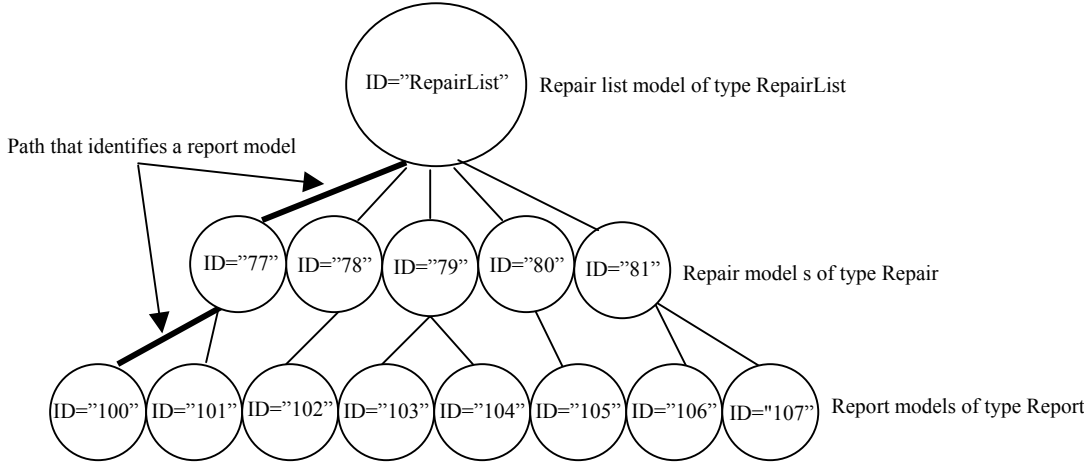 ID=”RepairList”
Repair list model of type RepairList
Path that identifies a report model
ID=”77”
ID=”78”
ID=”79”
ID=”80”
ID=”81”
Repair model s of type Repair
ID=”100”
ID=”101”
ID=”102”
ID=”103”
ID=”104”
ID=”105”
ID=”106”
ID="107”
Report models of type Report